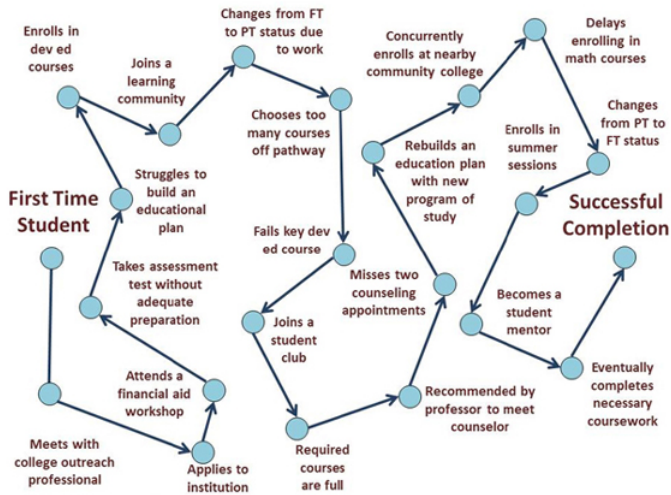 First Time
Student
Meets with
college outreach
professional
Applies to
institution
Attends a
financial aid
workshop
Takes assessment
test without
adequate
preparation
Struggles to
build an
educational
plan
Enrolls in
dev ed
courses
Joins a
learning
community
Changes from FT
to PT status due
to work
Chooses too
many courses
off pathway
Fails key dev
ed course
Joins a
student
club
Required
courses
are full
Recommended by
professor to meet
counselor
Misses two
counseling
appointments
Rebuilds an
education plan
with new
program of
study
Concurrently
enrolls at nearby
community college
Delays
enrolling in
math courses
Changes
from PT to
FT status
Enrolls in
summer
sessions
Becomes a
student
mentor
Eventually
completes
necessary
coursework
Successful
Completion